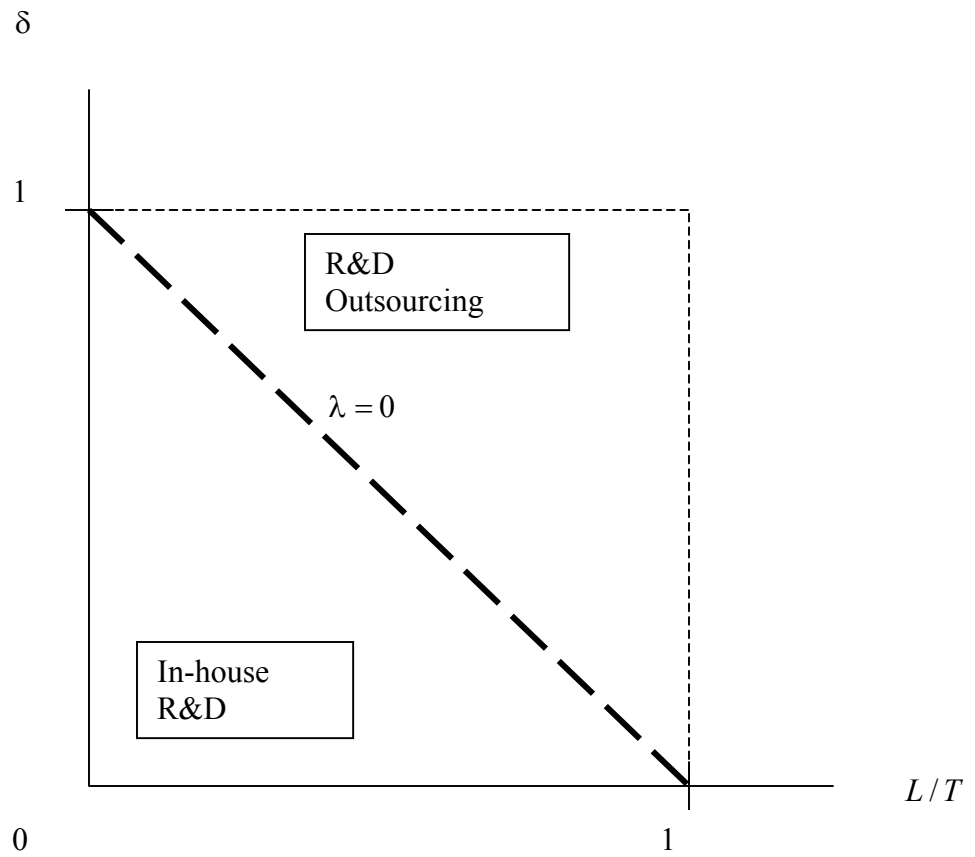 δ
1
R&D
Outsourcing
λ = 0
In-house
R&D
L / T
0
1